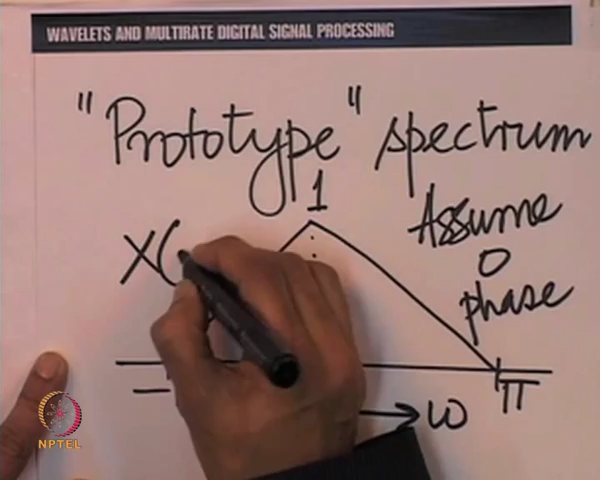 WAVELETS AND MULTIRATE DIGITAL SIGNAL PROCESSING
"Prototype" spectrum
1
Assume
0
phase
X(
π
ω
NPTEL